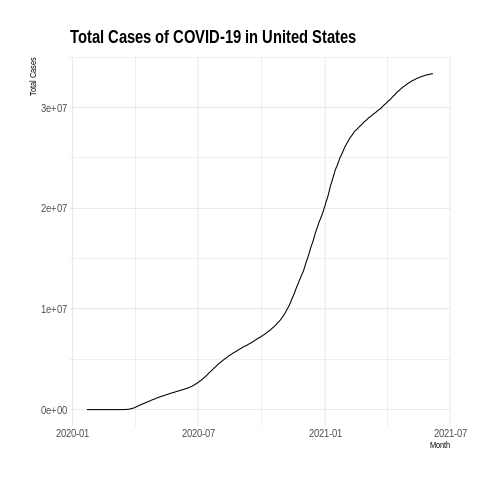 Total Cases of COVID-19 in United States
Total Cases
3e+07
2e+07
1e+07
0e+00
2020-01 2020-07 2021-01 2021-07
Month